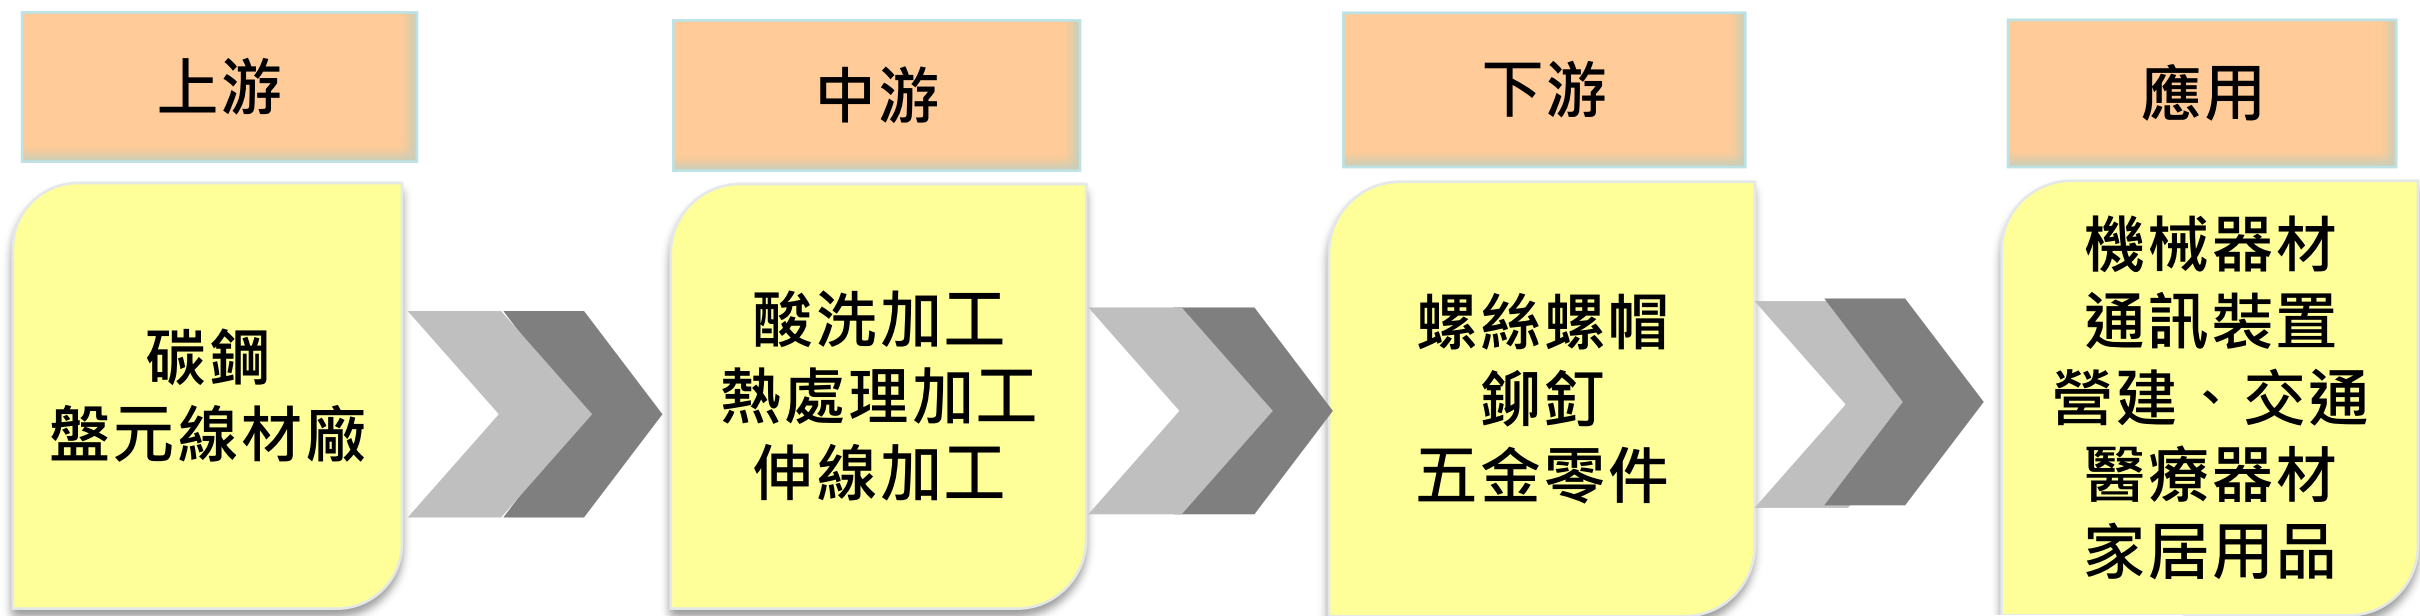 上游
碳鋼
盤元線材廠
中游
酸洗加工
熱處理加工
伸線加工
下游
螺絲螺帽
鉚釘
五金零件
應用
機械器材
通訊裝置
營建、交通
醫療器材
家居用品